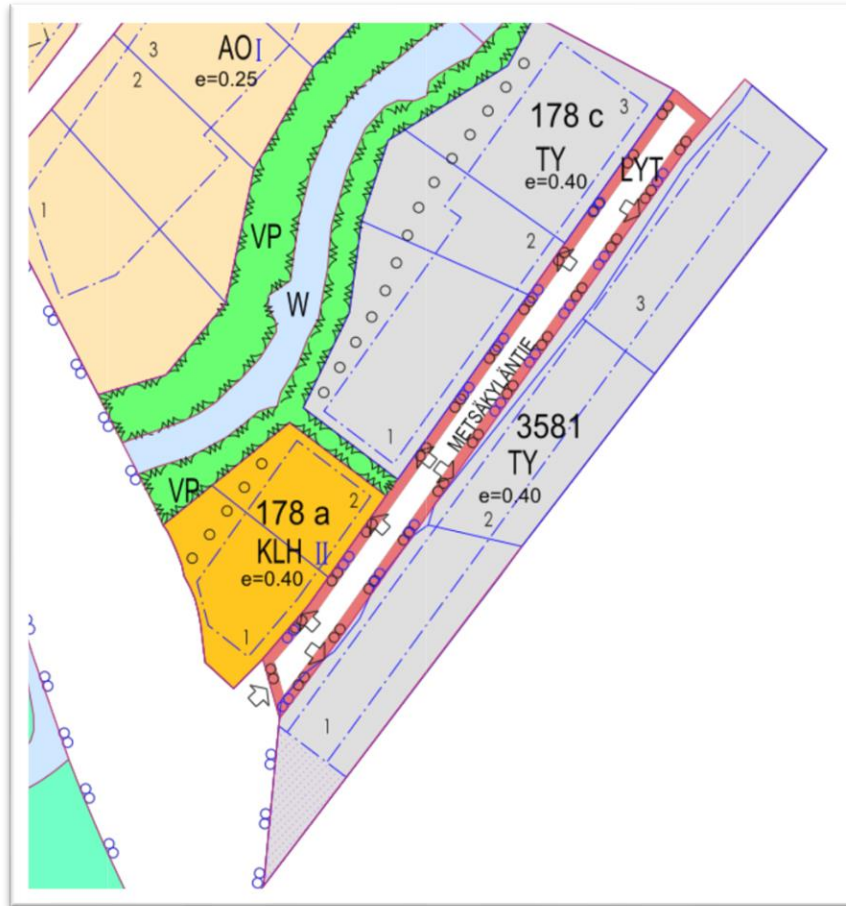 3
AO I
2
e=0.25
1
178 c
3
TY
e=0.40
LYT
VP
2
W
3
METSÄKYLÄNTIE
1
3581
TY
e=0.40
2
VP
2
178 a
KLH II
e=0.40
1
1